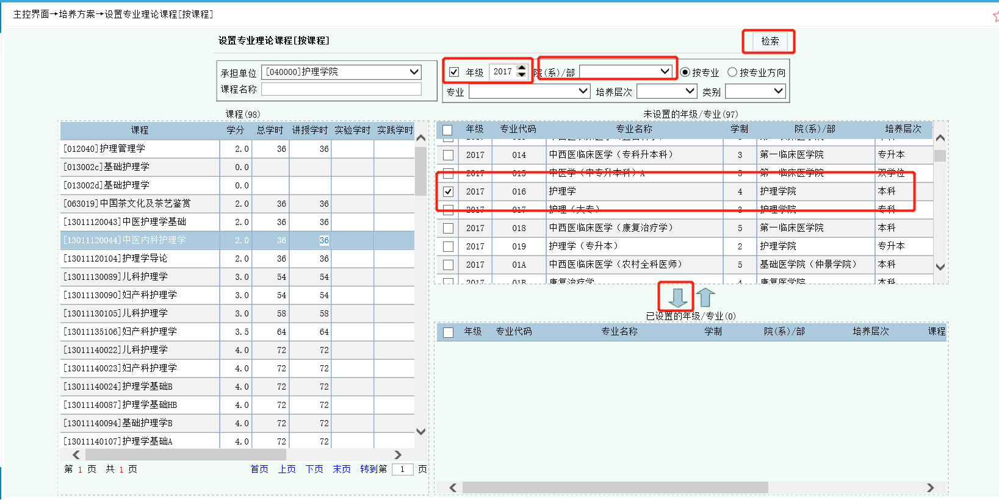 主控界面→培养方案→设置专业理论课程[按课程]
设置专业理论课程[按课程]
检索
承担单位 [040000]护理学院
课程名称
年级 2017 院(系)/部 按专业 按专业方向
专业 培养层次 类别
课程(98)
课程 学分 总学时 讲授学时 实验学时 实践学时
[012040]护理管理学 2.0 36 36
[013002c]基础护理学 0.0
[013002d]基础护理学 0.0
[063019]中国茶文化及茶艺鉴赏 2.0 36 36
[13011120043]中医护理学基础 2.0 36 36
[13011120044]中医内科护理学 2.0 36 36
[13011120104]护理学导论 2.0 36 36
[13011130089]儿科护理学 3.0 54 54
[13011130090]妇产科护理学 3.0 54 54
[13011130105]儿科护理学 3.0 58 58
[13011135106]妇产科护理学 3.5 64 64
[13011140022]儿科护理学 4.0 72 72
[13011140023]妇产科护理学 4.0 72 72
[13011140024]护理学基础B 4.0 72 72
[13011140087]护理学基础HB 4.0 72 72
[13011140094]基础护理学B 4.0 72 72
[13011140107]护理学基础A 4.0 72 72
第 1 页 共 1 页 首页 上页 下页 末页 转到第 1 页
未设置的年级/专业(97)
年级 专业代码 专业名称 学制 院(系)/部 培养层次
2017 014 中西医临床医学（专科升本科） 3 第一临床医学院 专升本
2017 015 中医学（中专升本科）A 5 第一临床医学院 双学位
2017 016 护理学 4 护理学院 本科
2017 017 护理（大专） 3 护理学院 专科
2017 018 中西医临床医学（康复治疗学） 5 第一临床医学院 本科
2017 019 护理学（专升本） 2 护理学院 专升本
2017 01A 中西医临床医学（农村全科医师） 5 基础医学院（仲景学院） 本科
2017 01B 康复治疗学 4 康复医学院 本科
已设置的年级/专业(0)
年级 专业代码 专业名称 学制 院(系)/部 培养层次 课程